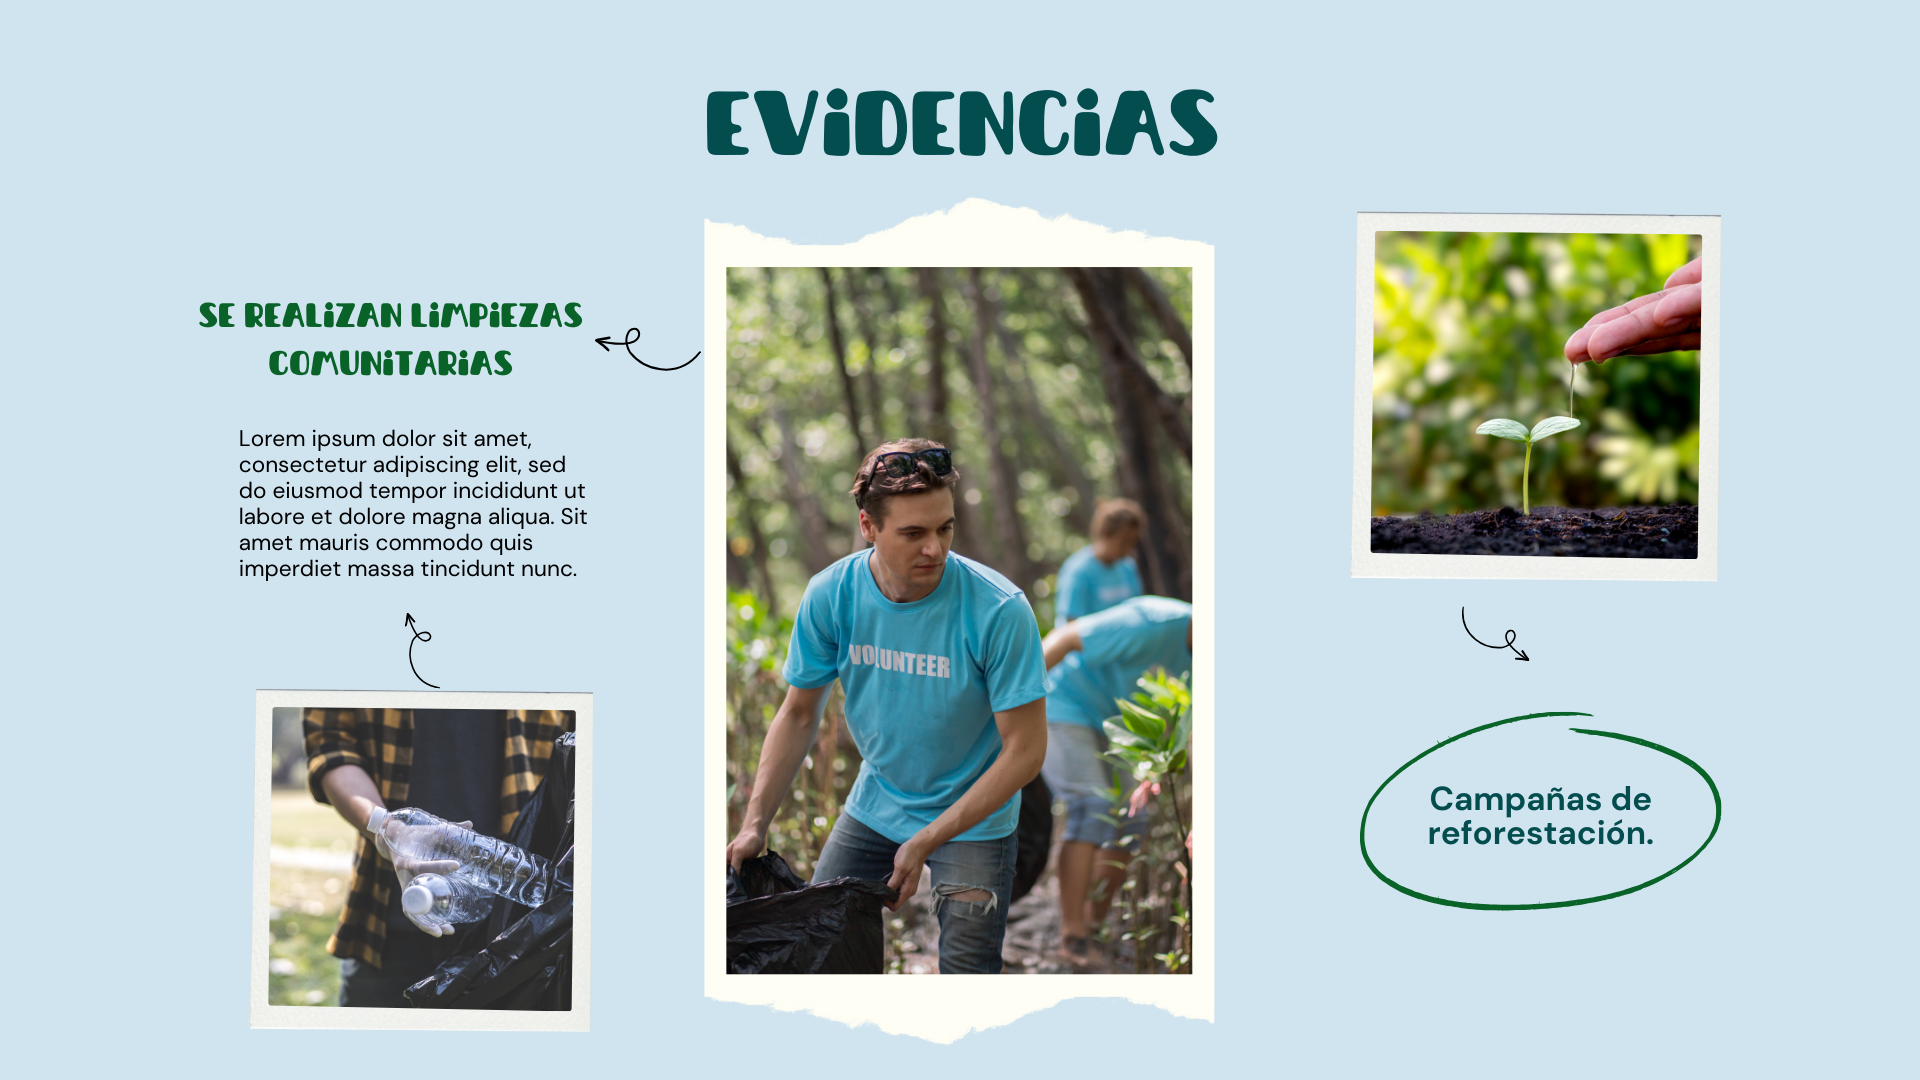 EViDENCiAS
SE REALiZAN LiMPiEZAS
COMUNiTARiAS
Lorem ipsum dolor sit amet,
consectetur adipiscing elit, sed
do eiusmod tempor incididunt ut
labore et dolore magna aliqua. Sit
amet mauris commodo quis
imperdiet massa tincidunt nunc.
VOLUNTEER
Campañas de
reforestación.